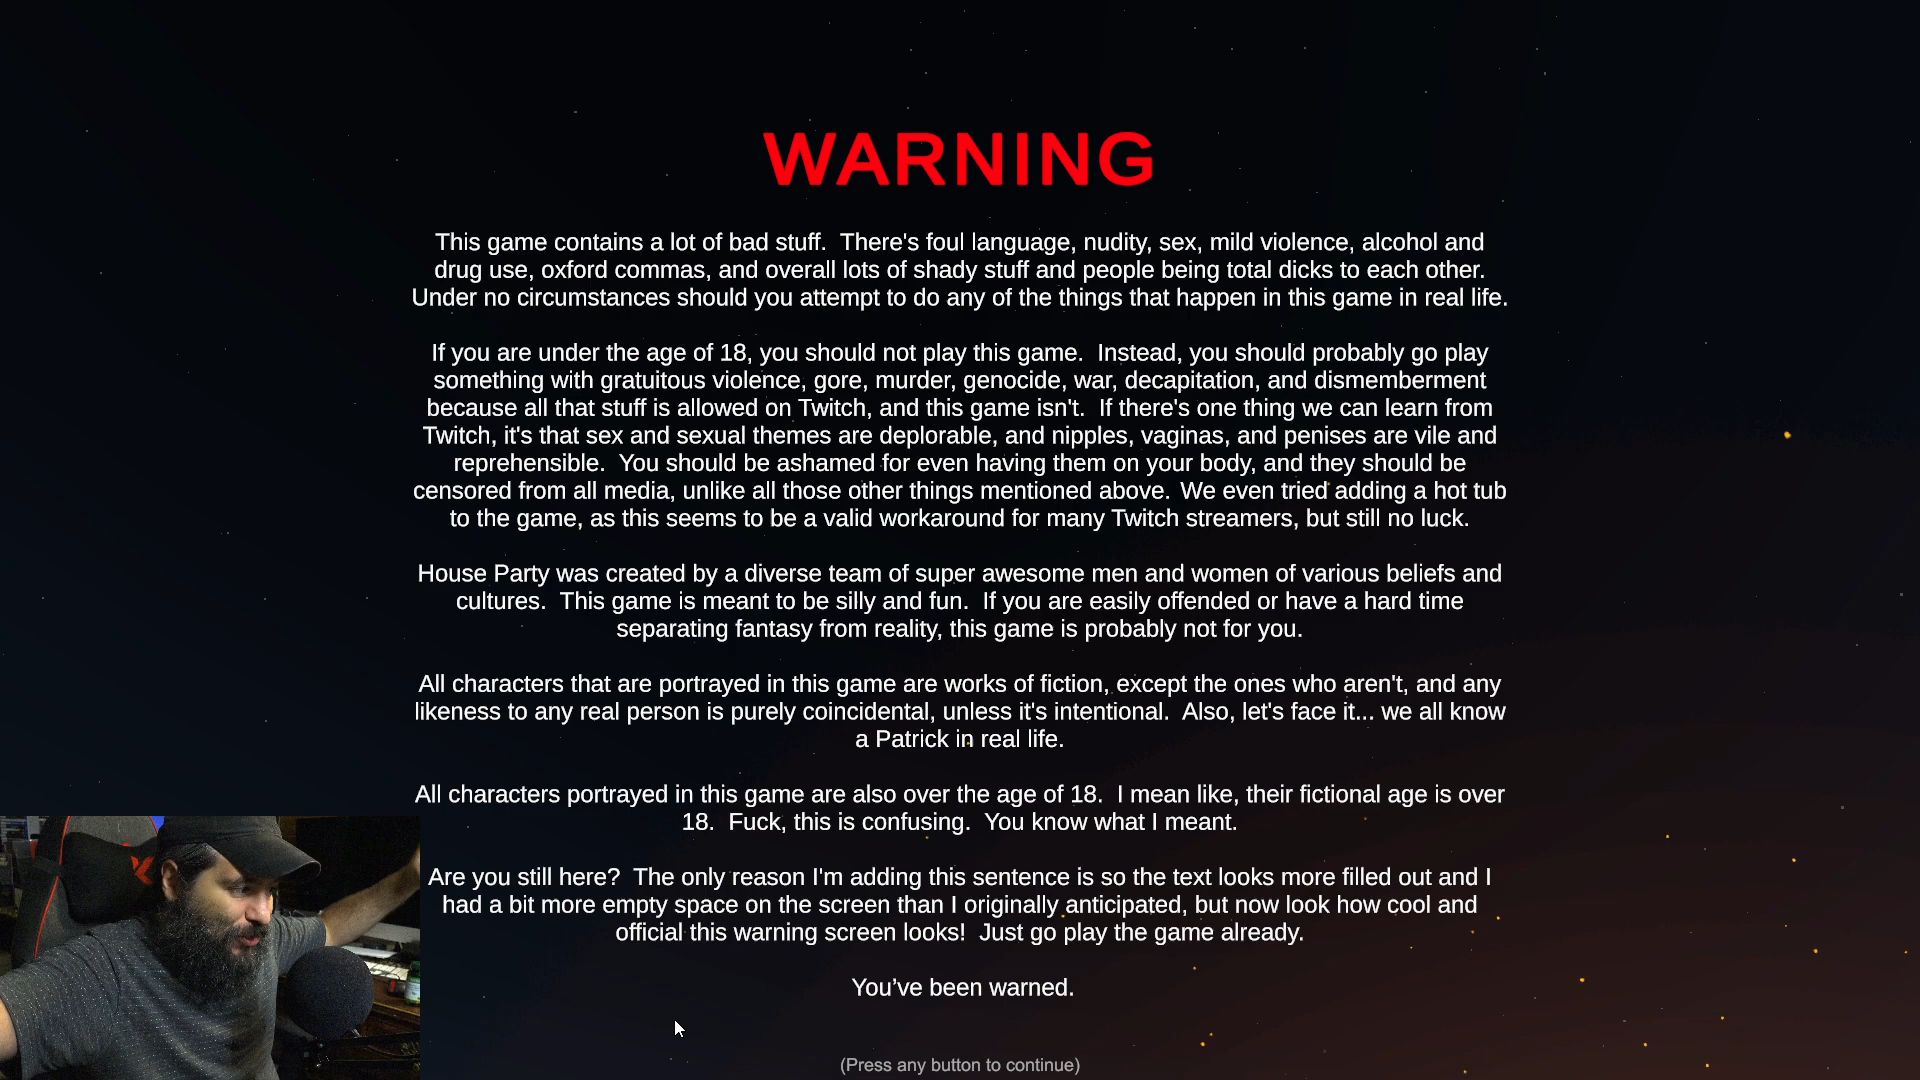 WARNING
This game contains a lot of bad stuff.  There's foul language, nudity, sex, mild violence, alcohol and
drug use, oxford commas, and overall lots of shady stuff and people being total dicks to each other.
Under no circumstances should you attempt to do any of the things that happen in this game in real life.
If you are under the age of 18, you should not play this game.  Instead, you should probably go play
something with gratuitous violence, gore, murder, genocide, war, decapitation, and dismemberment
because all that stuff is allowed on Twitch, and this game isn't.  If there's one thing we can learn from
Twitch, it's that sex and sexual themes are deplorable, and nipples, vaginas, and penises are vile and
reprehensible.  You should be ashamed for even having them on your body, and they should be
censored from all media, unlike all those other things mentioned above.  We even tried adding a hot tub
to the game, as this seems to be a valid workaround for many Twitch streamers, but still no luck.
House Party was created by a diverse team of super awesome men and women of various beliefs and
cultures.  This game is meant to be silly and fun.  If you are easily offended or have a hard time
separating fantasy from reality, this game is probably not for you.
All characters that are portrayed in this game are works of fiction, except the ones who aren't, and any
likeness to any real person is purely coincidental, unless it's intentional.  Also, let's face it... we all know
a Patrick in real life.
All characters portrayed in this game are also over the age of 18.  I mean like, their fictional age is over
18.  Fuck, this is confusing.  You know what I meant.
Are you still here?  The only reason I'm adding this sentence is so the text looks more filled out and I
had a bit more empty space on the screen than I originally anticipated, but now look how cool and
official this warning screen looks!  Just go play the game already.
You’ve been warned.
(Press any button to continue)